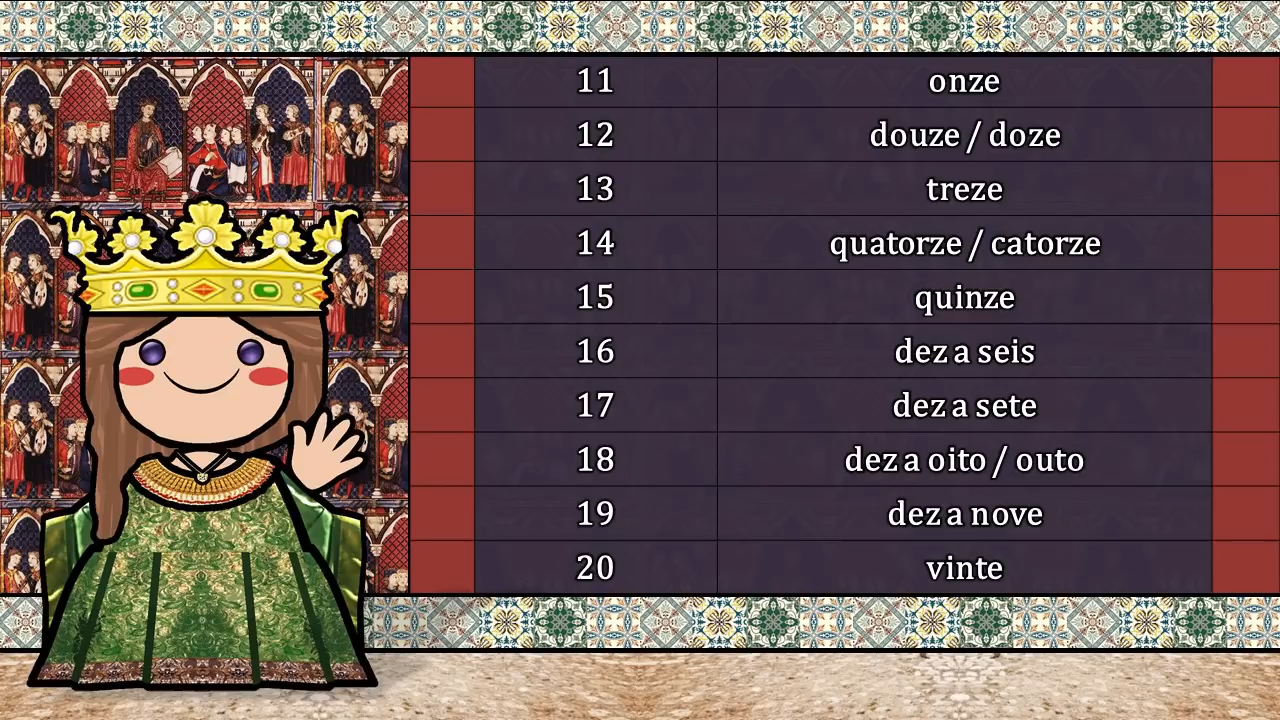 11 onze
12 douze / doze
13 treze
14 quatorze / catorze
15 quinze
16 dez a seis
17 dez a sete
18 dez a oito / outo
19 dez a nove
20 vinte